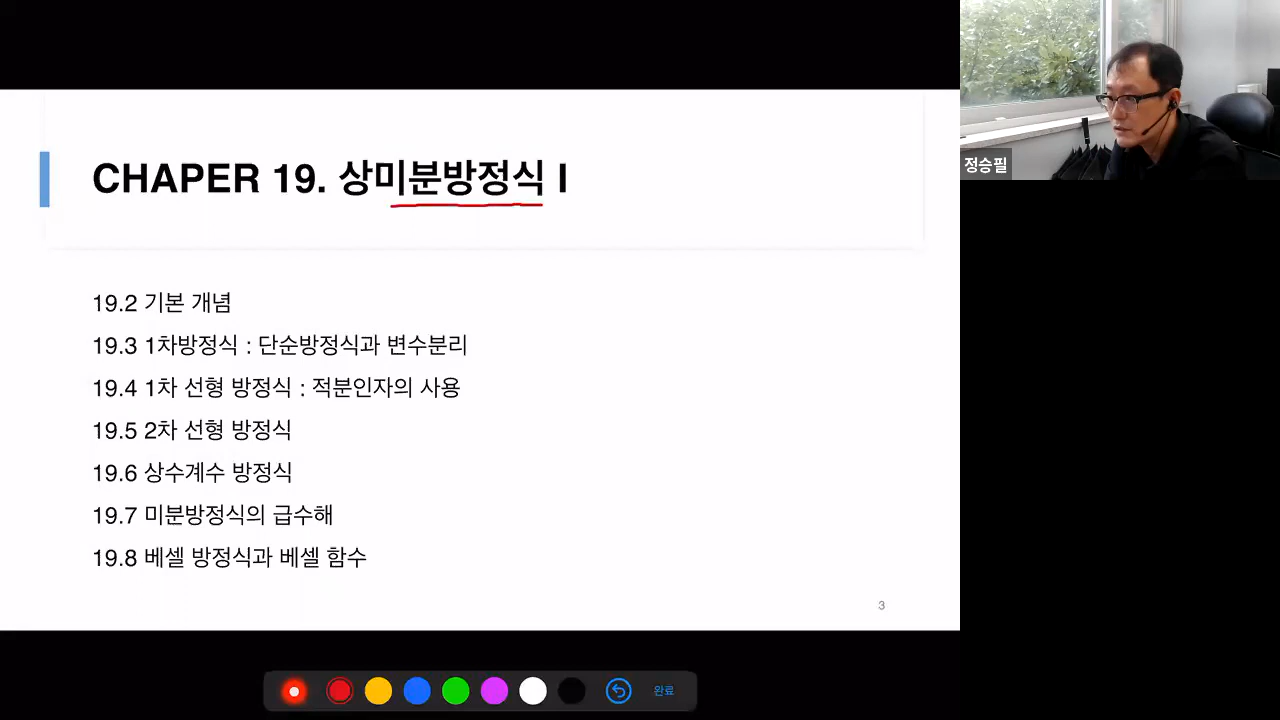 CHAPER 19. 상미분방정식 I
19.2 기본 개념
19.3 1차방정식 : 단순방정식과 변수분리
19.4 1차 선형 방정식 : 적분인자의 사용
19.5 2차 선형 방정식
19.6 상수계수 방정식
19.7 미분방정식의 급수해
19.8 베셀 방정식과 베셀 함수
3
정승필
완료